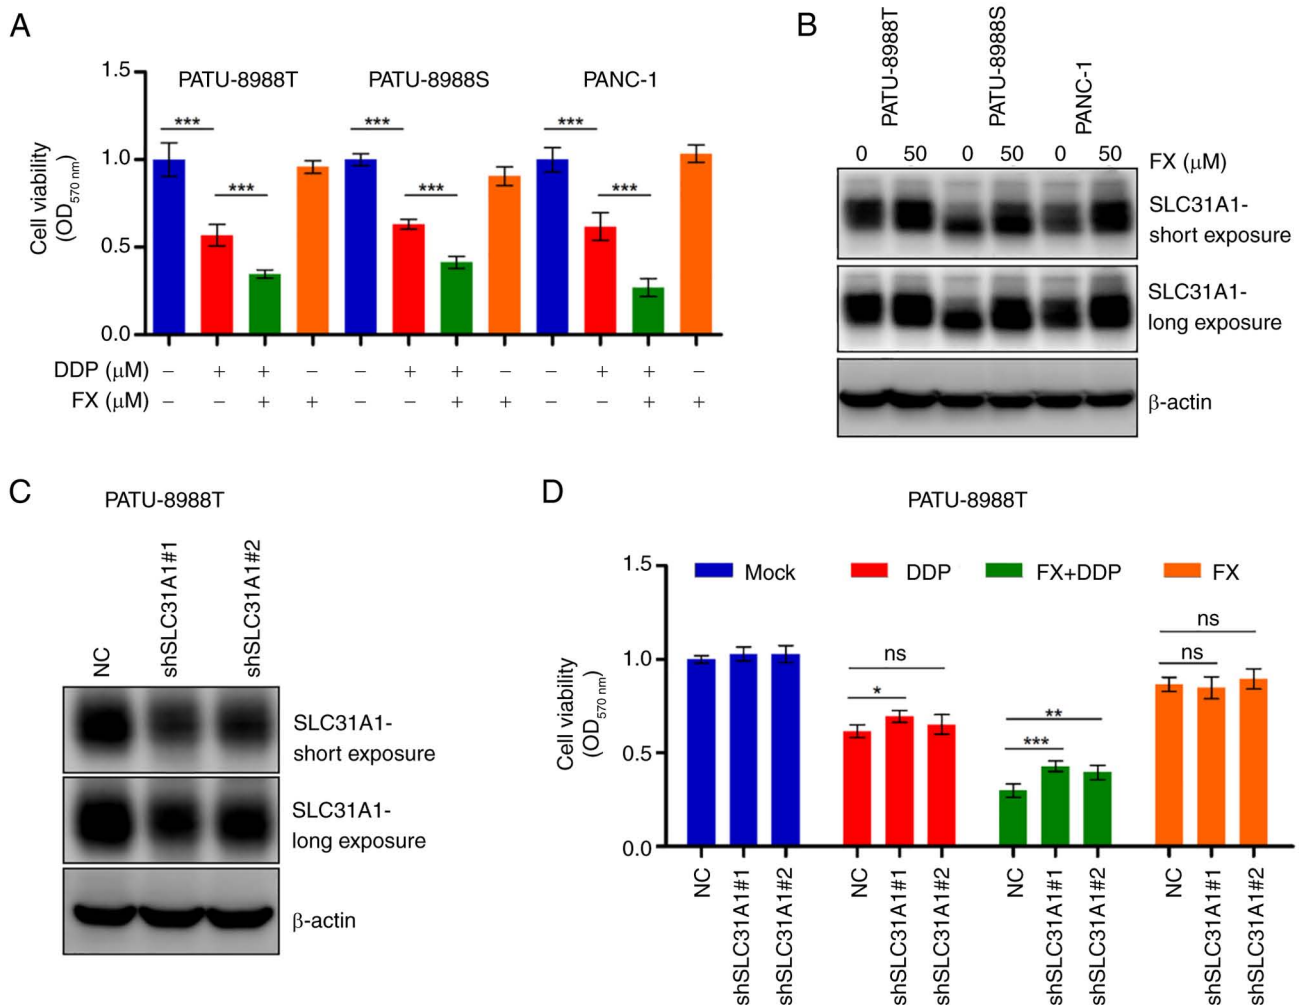 A
PATU-8988T PATU-8988S PANC-1
Cell viability
(OD570 nm)
1.5
1.0
0.5
0.0
*** *** ***
*** *** ***
DDP (μM) – + + – – + + – – + + –
FX (μM) – – + + – – + + – – + +
B
PATU-8988T
PATU-8988S
PANC-1
0 50 0 50 0 50 FX (μM)
SLC31A1-
short exposure
SLC31A1-
long exposure
β-actin
C
PATU-8988T
NC
shSLC31A1#1
shSLC31A1#2
SLC31A1-
short exposure
SLC31A1-
long exposure
β-actin
D
PATU-8988T
Mock DDP FX+DDP FX
Cell viability
(OD570 nm)
1.5
1.0
0.5
0.0
ns
*
**
***
ns
ns
NC
shSLC31A1#1
shSLC31A1#2
NC
shSLC31A1#1
shSLC31A1#2
NC
shSLC31A1#1
shSLC31A1#2
NC
shSLC31A1#1
shSLC31A1#2